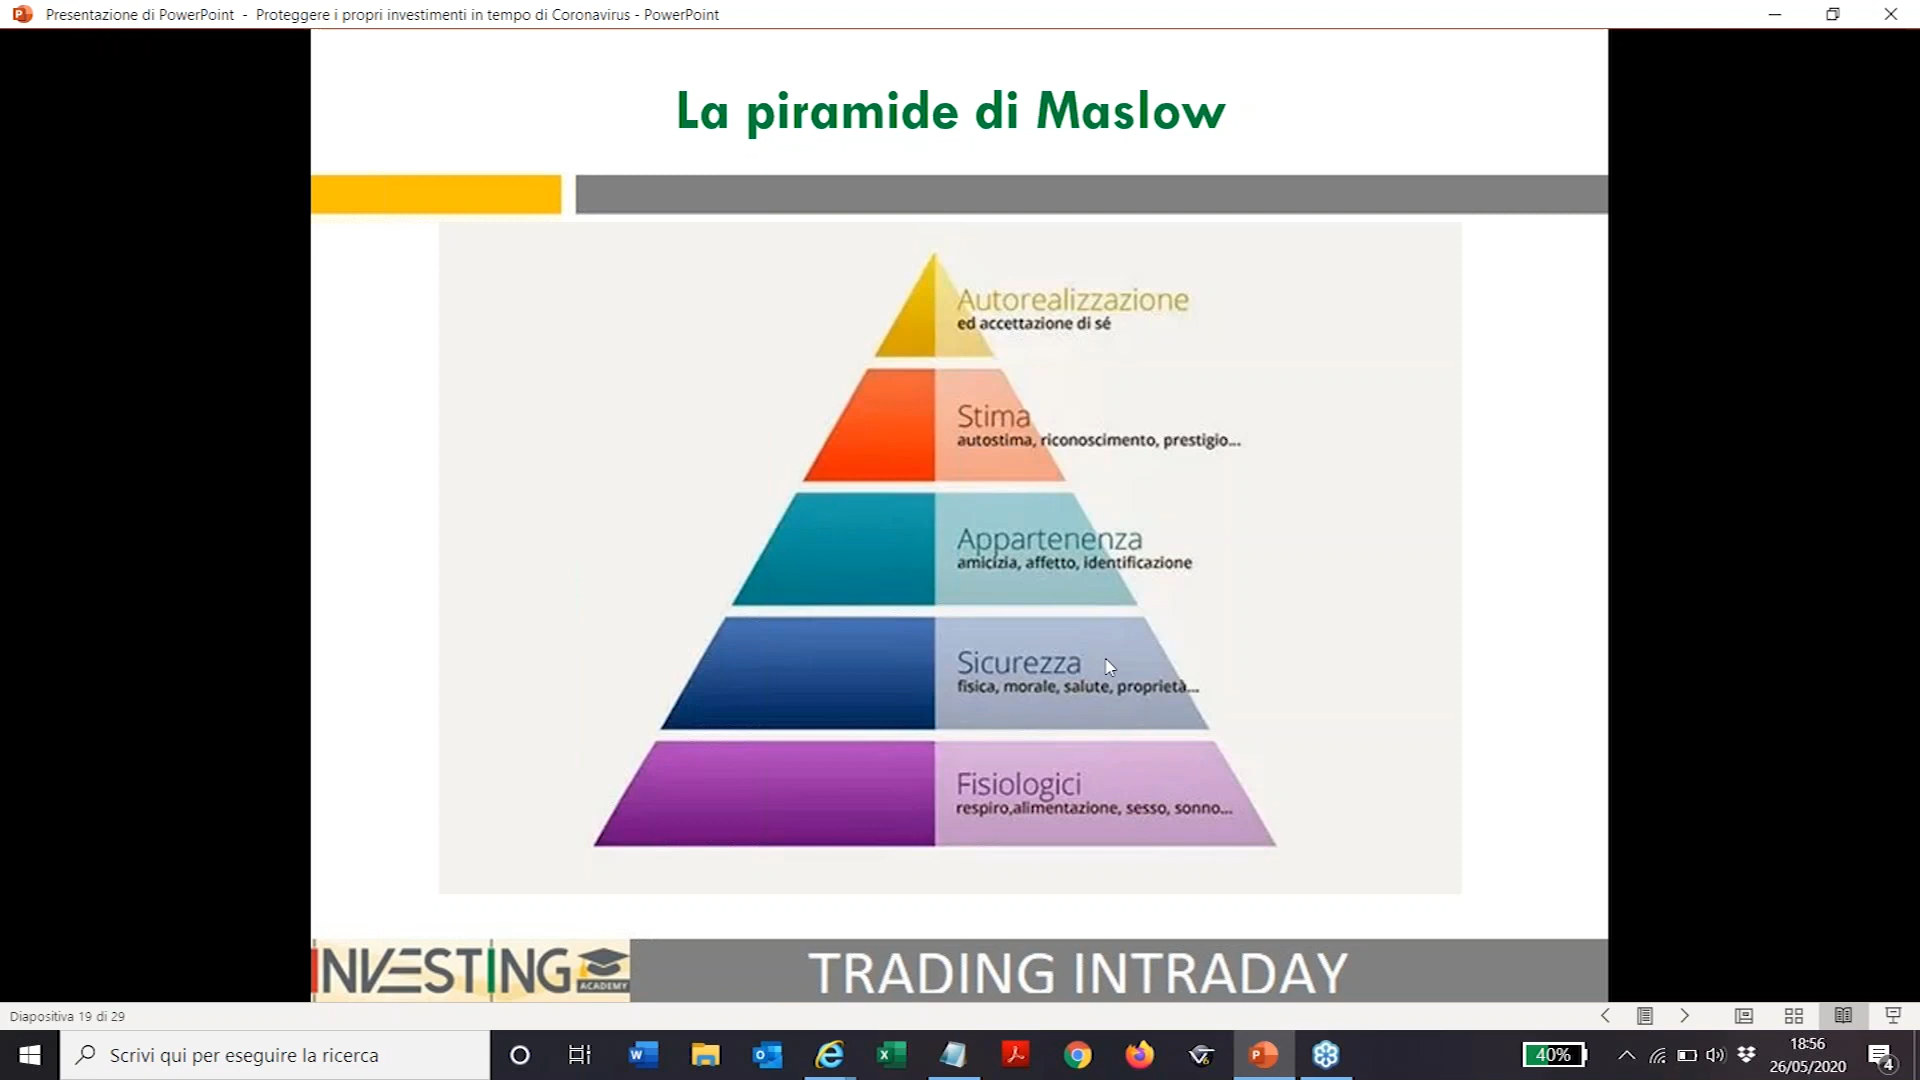 Presentazione di PowerPoint - Proteggere i propri investimenti in tempo di Coronavirus - PowerPoint
La piramide di Maslow
Autorealizzazione
ed accettazione di sé
Stima
autostima, riconoscimento, prestigio...
Appartenenza
amicizia, affetto, identificazione
Sicurezza
fisica, morale, salute, proprietà...
Fisiologici
respiro,alimentazione, sesso, sonno...
INVESTING
ACADEMY
TRADING INTRADAY
Diapositiva 19 di 29
Scrivi qui per eseguire la ricerca
40%
18:56
26/05/2020
4